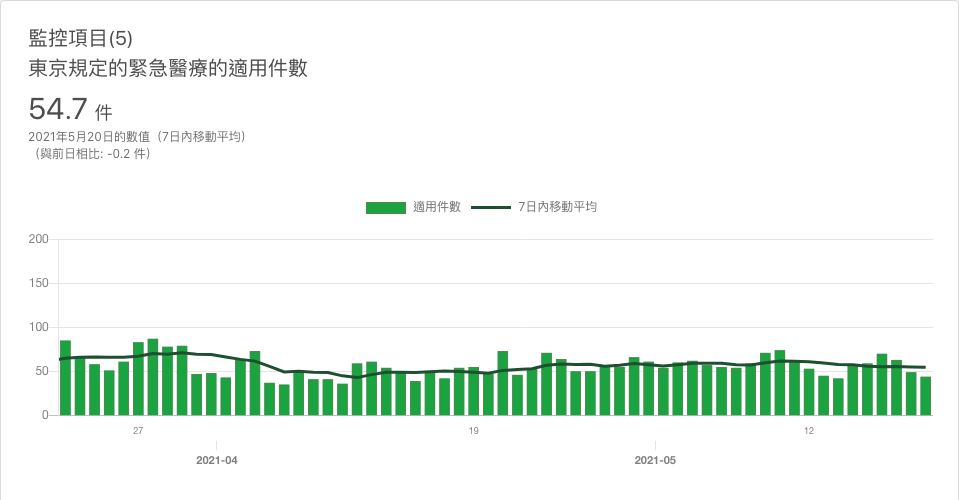 監控項目(5)
東京規定的緊急醫療的適用件數
54.7 件
2021年5月20日的數值（7日內移動平均）
（與前日相比: -0.2 件）
適用件數 7日內移動平均
200
150
100
50
0
27 19 12
2021-04 2021-05